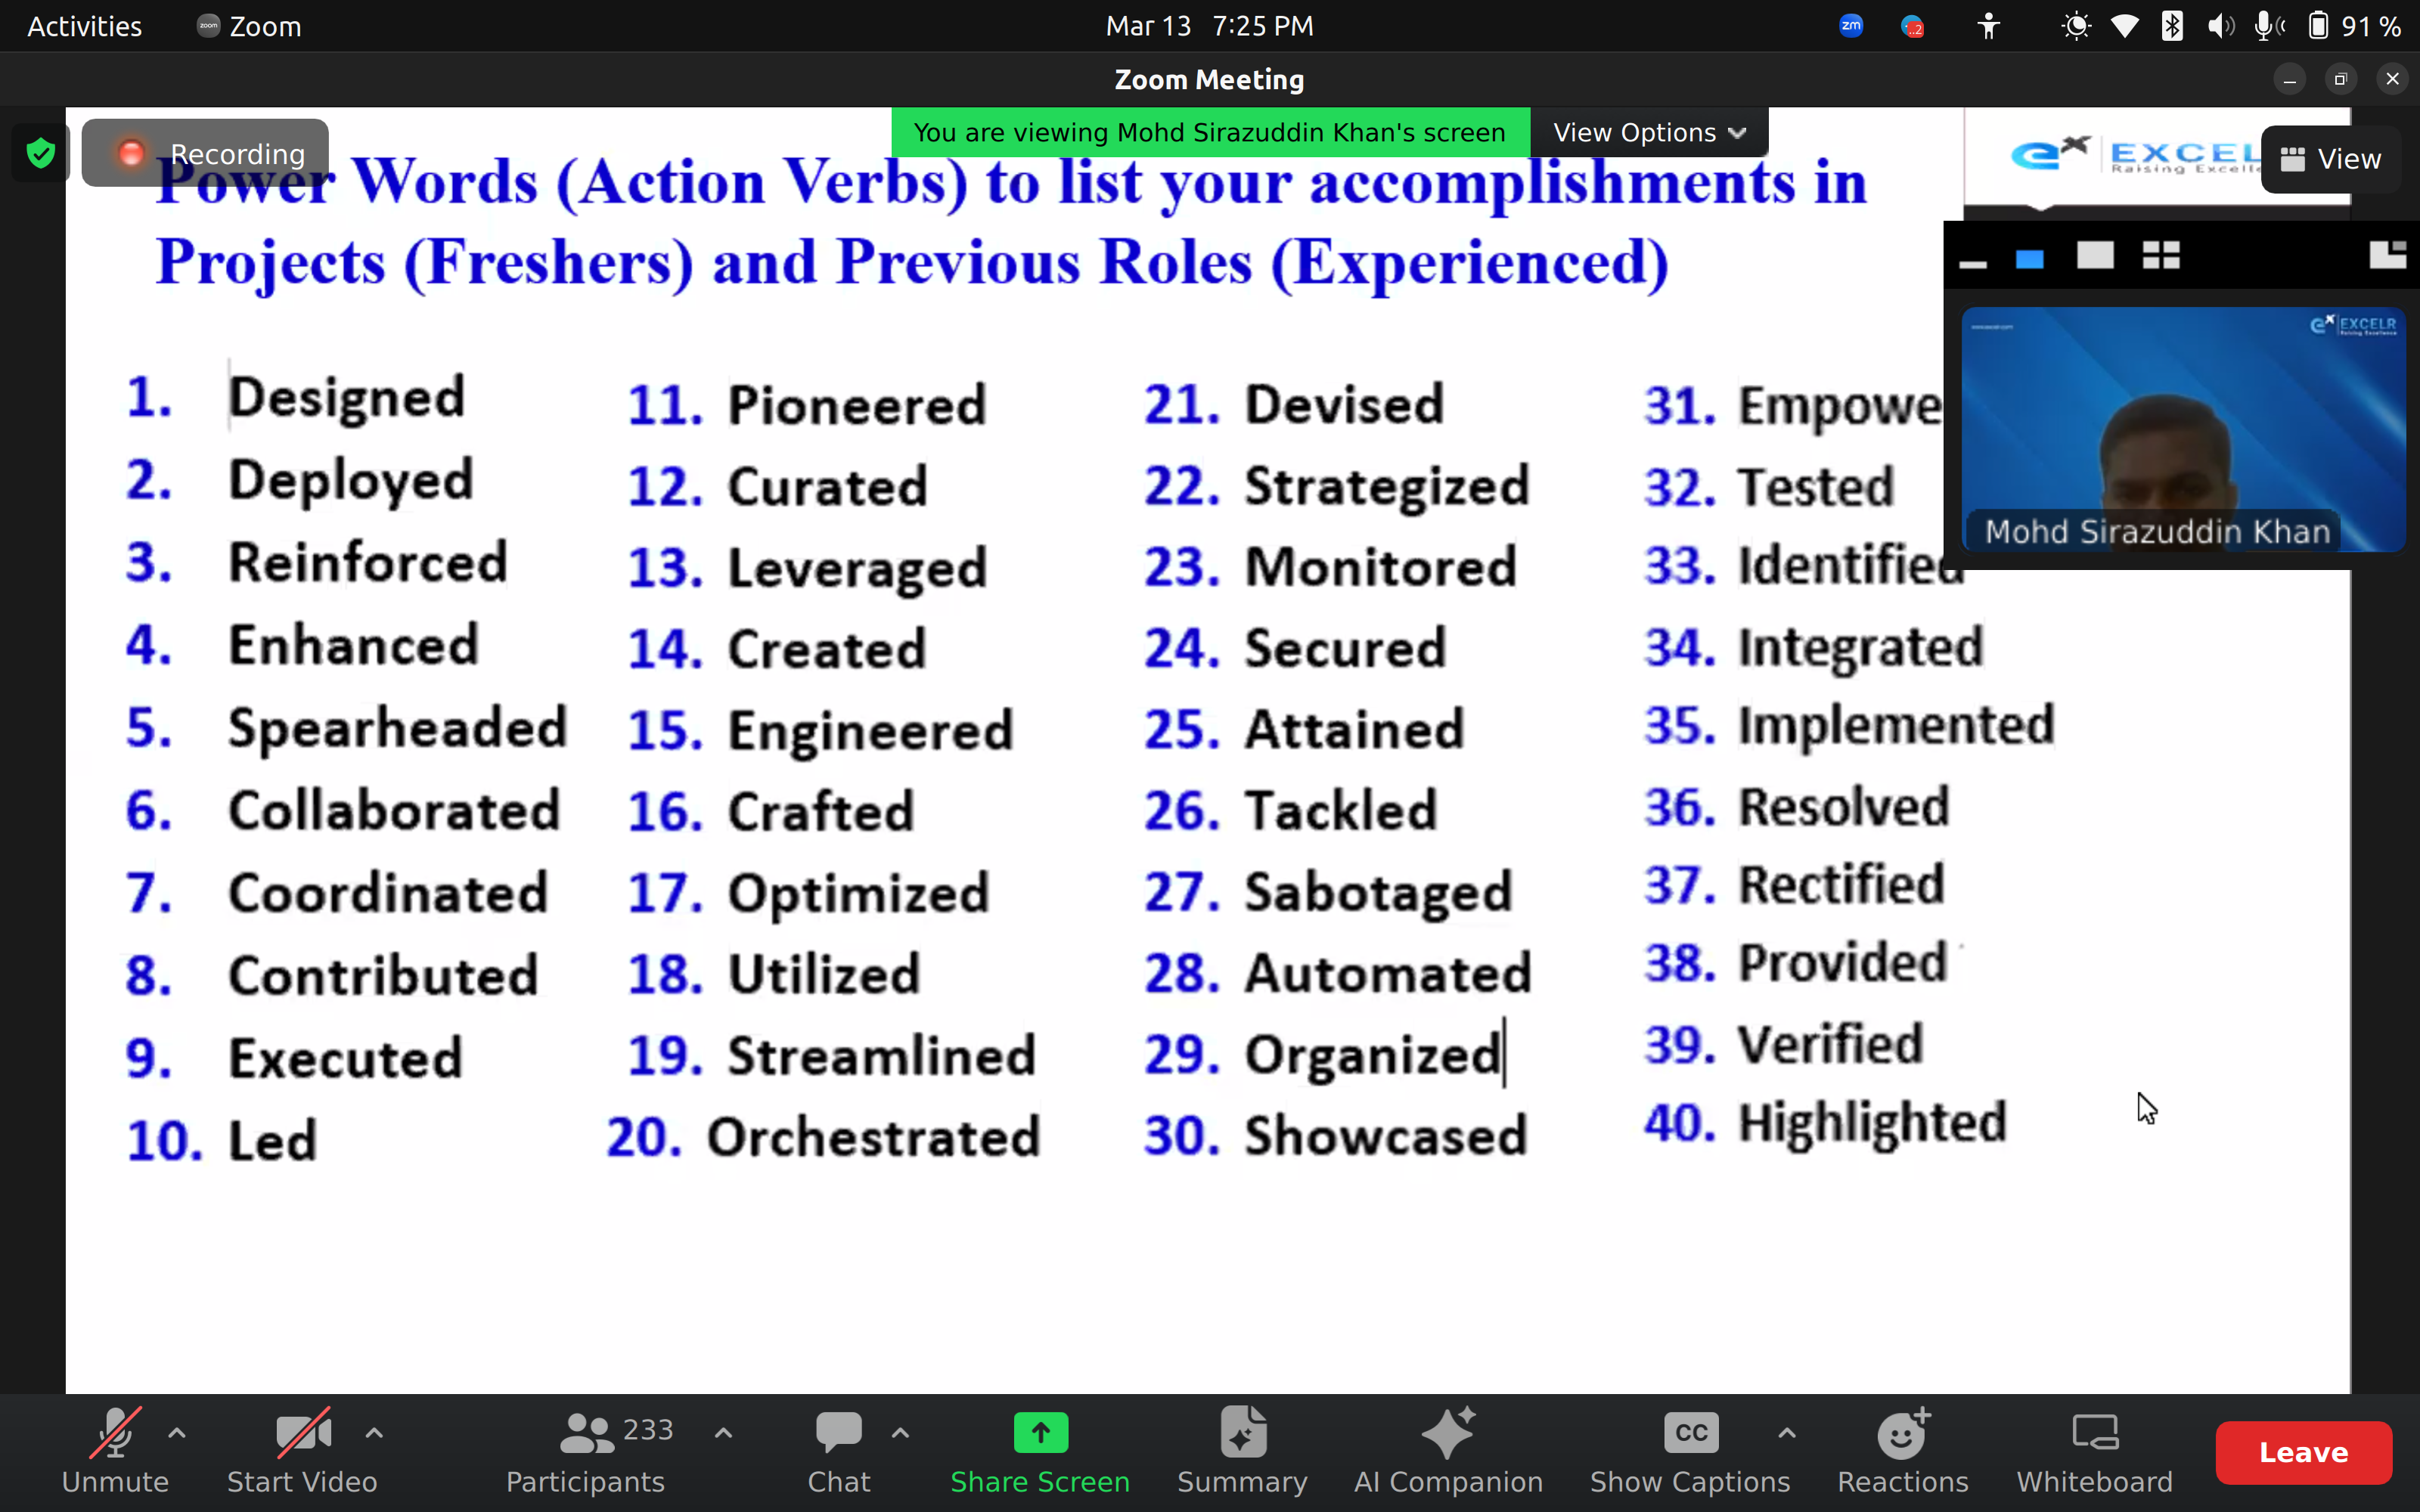 Activities Zoom Mar 13 7:25 PM zm ..2 91 %
Zoom Meeting
Recording
You are viewing Mohd Sirazuddin Khan's screen View Options
View
Power Words (Action Verbs) to list your accomplishments in
Projects (Freshers) and Previous Roles (Experienced)
EXCELR
Raising Excellence
Mohd Sirazuddin Khan
1. Designed
2. Deployed
3. Reinforced
4. Enhanced
5. Spearheaded
6. Collaborated
7. Coordinated
8. Contributed
9. Executed
10. Led
11. Pioneered
12. Curated
13. Leveraged
14. Created
15. Engineered
16. Crafted
17. Optimized
18. Utilized
19. Streamlined
20. Orchestrated
21. Devised
22. Strategized
23. Monitored
24. Secured
25. Attained
26. Tackled
27. Sabotaged
28. Automated
29. Organized
30. Showcased
31. Empowe
32. Tested
33. Identified
34. Integrated
35. Implemented
36. Resolved
37. Rectified
38. Provided
39. Verified
40. Highlighted
Unmute Start Video 233 Participants Chat Share Screen Summary AI Companion CC Show Captions Reactions Whiteboard Leave